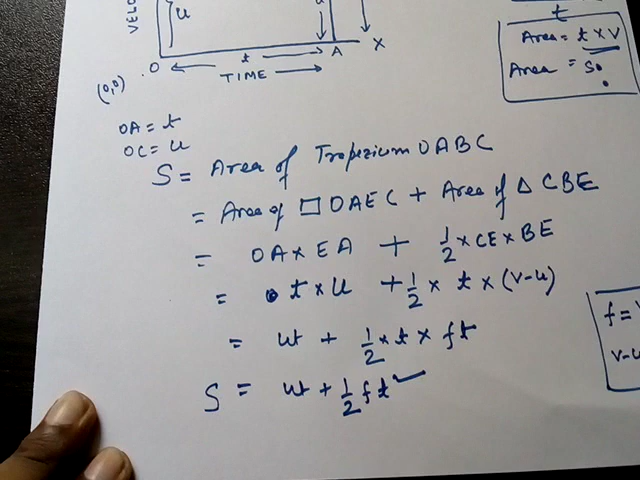 VELO
u
u
O
t
A
X
TIME
(0,0)
t
Area = t x v
Area = S.
OA = t
OC = u
S = Area of Tropezium OABC
= Area of □ OAEC + Area of Δ CBE
= OA x EA + 1/2 x CE x BE
= t x u + 1/2 x t x (v-u)
= ut + 1/2 x t x ft
S = ut + 1/2 ft
f =
v-u